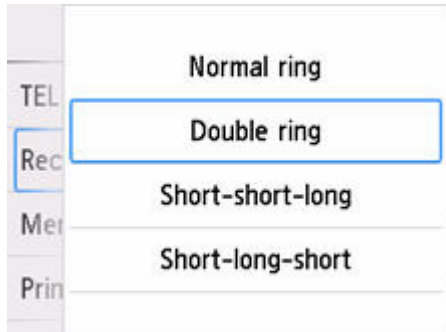 Normal ring
Double ring
Short-short-long
Short-long-short
TEL
Rec
Mer
Prin